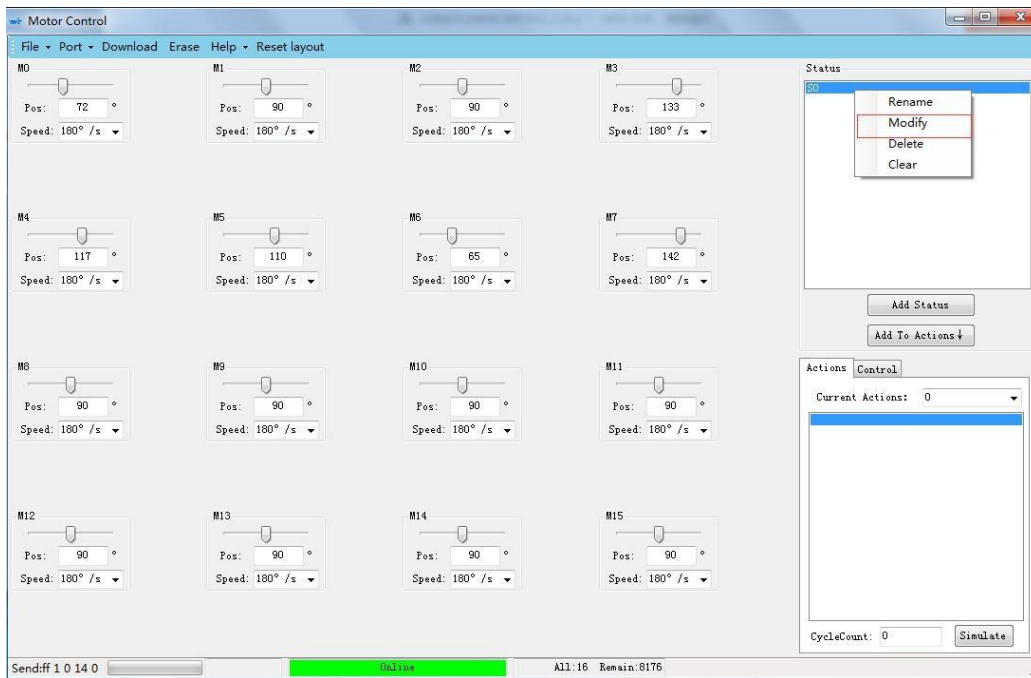 Motor Control
File Port Download Erase Help Reset layout
M0 M1 M2 M3
Pos: 72 ° Pos: 90 ° Pos: 90 ° Pos: 133 °
Speed: 180° /s Speed: 180° /s Speed: 180° /s Speed: 180° /s
M4 M5 M6 M7
Pos: 117 ° Pos: 110 ° Pos: 65 ° Pos: 142 °
Speed: 180° /s Speed: 180° /s Speed: 180° /s Speed: 180° /s
M8 M9 M10 M11
Pos: 90 ° Pos: 90 ° Pos: 90 ° Pos: 90 °
Speed: 180° /s Speed: 180° /s Speed: 180° /s Speed: 180° /s
M12 M13 M14 M15
Pos: 90 ° Pos: 90 ° Pos: 90 ° Pos: 90 °
Speed: 180° /s Speed: 180° /s Speed: 180° /s Speed: 180° /s
Status
S0
Rename
Modify
Delete
Clear
Add Status
Add To Actions↓
Actions Control
Current Actions: 0
CycleCount: 0 Simulate
Send:ff 1 0 14 0 Online All:16 Remain:8176